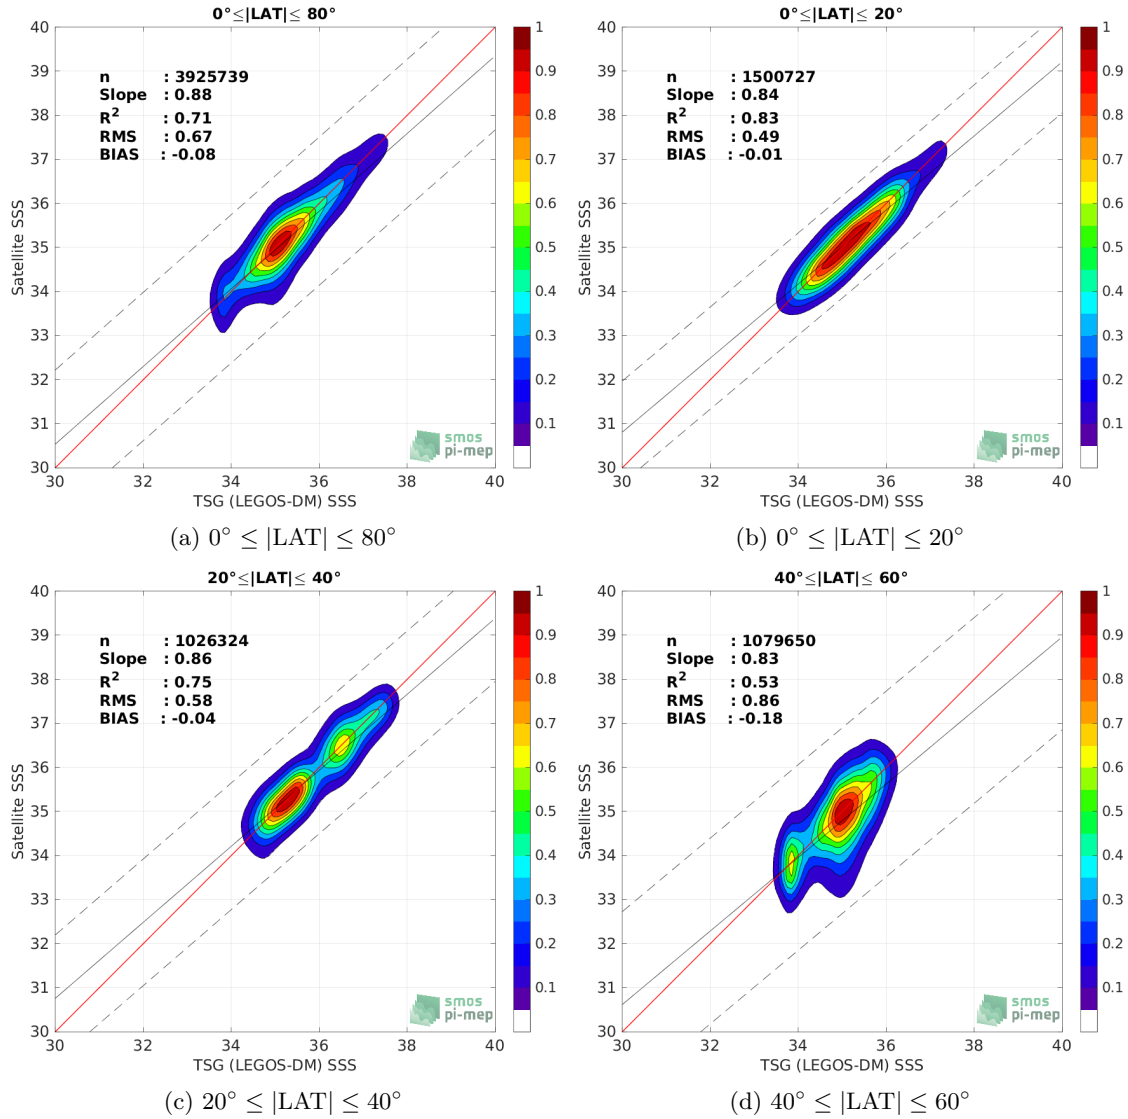 0°≤|LAT|≤ 80°
n : 3925739
Slope : 0.88
R² : 0.71
RMS : 0.67
BIAS : -0.08
40
39
38
37
36
35
34
33
32
31
30
30 32 34 36 38 40
Satellite SSS
TSG (LEGOS-DM) SSS
1
0.9
0.8
0.7
0.6
0.5
0.4
0.3
0.2
0.1
smos
pi-mep
(a) 0° ≤ |LAT| ≤ 80°
0°≤|LAT|≤ 20°
n : 1500727
Slope : 0.84
R² : 0.83
RMS : 0.49
BIAS : -0.01
40
39
38
37
36
35
34
33
32
31
30
30 32 34 36 38 40
Satellite SSS
TSG (LEGOS-DM) SSS
1
0.9
0.8
0.7
0.6
0.5
0.4
0.3
0.2
0.1
smos
pi-mep
(b) 0° ≤ |LAT| ≤ 20°
20°≤|LAT|≤ 40°
n : 1026324
Slope : 0.86
R² : 0.75
RMS : 0.58
BIAS : -0.04
40
39
38
37
36
35
34
33
32
31
30
30 32 34 36 38 40
Satellite SSS
TSG (LEGOS-DM) SSS
1
0.9
0.8
0.7
0.6
0.5
0.4
0.3
0.2
0.1
smos
pi-mep
(c) 20° ≤ |LAT| ≤ 40°
40°≤|LAT|≤ 60°
n : 1079650
Slope : 0.83
R² : 0.53
RMS : 0.86
BIAS : -0.18
40
39
38
37
36
35
34
33
32
31
30
30 32 34 36 38 40
Satellite SSS
TSG (LEGOS-DM) SSS
1
0.9
0.8
0.7
0.6
0.5
0.4
0.3
0.2
0.1
smos
pi-mep
(d) 40° ≤ |LAT| ≤ 60°